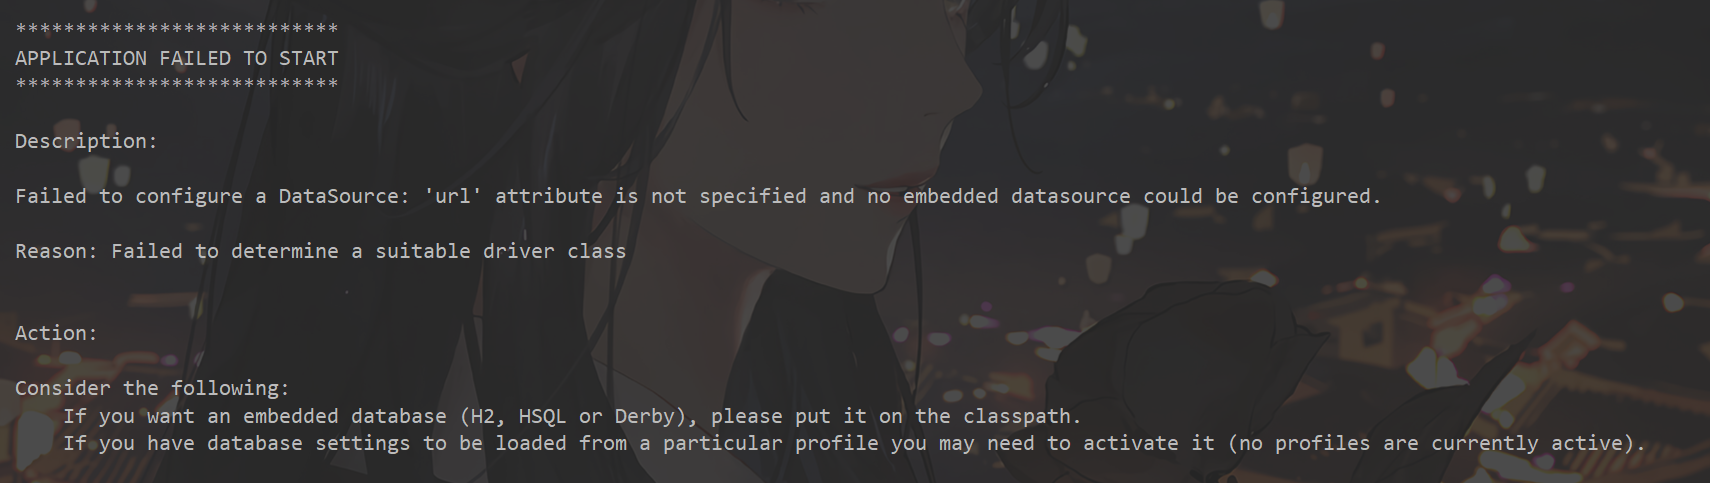 ***************************
APPLICATION FAILED TO START
***************************
Description:
Failed to configure a DataSource: 'url' attribute is not specified and no embedded datasource could be configured.
Reason: Failed to determine a suitable driver class
Action:
Consider the following:
If you want an embedded database (H2, HSQL or Derby), please put it on the classpath.
If you have database settings to be loaded from a particular profile you may need to activate it (no profiles are currently active).